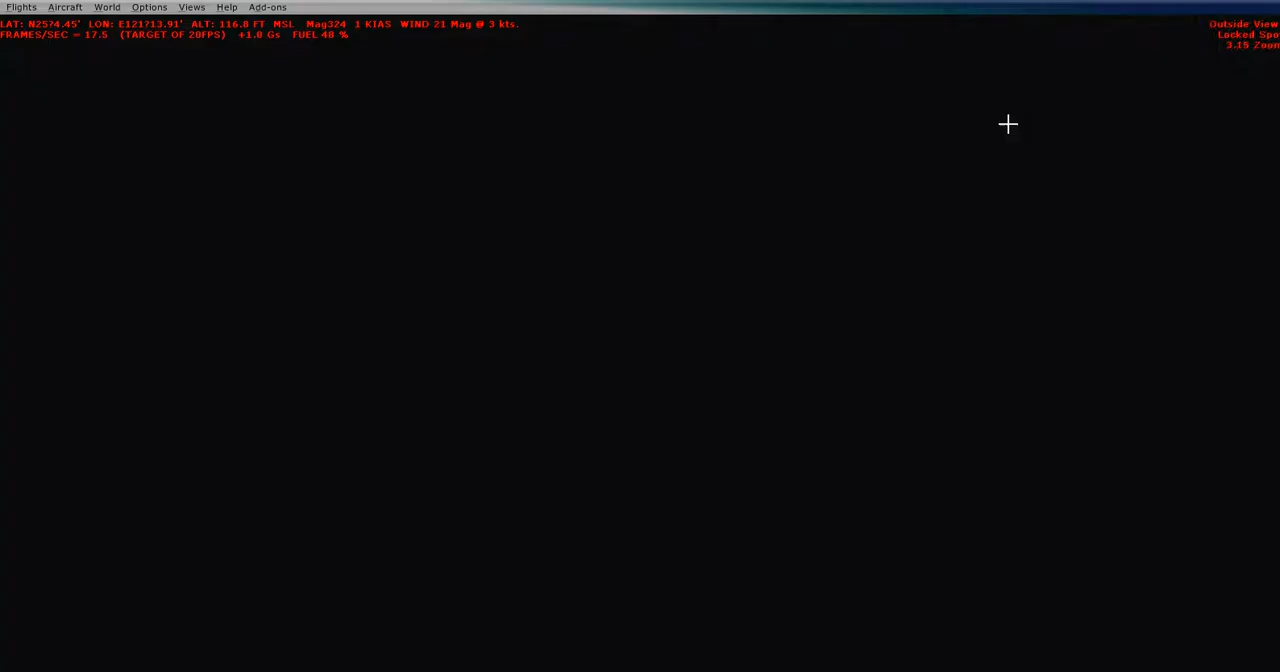 Flights Aircraft World Options Views Help Add-ons
LAT: N25?4.45' LON: E121?13.91' ALT: 116.8 FT MSL Mag324 1 KIAS WIND 21 Mag @ 3 kts.
FRAMES/SEC = 17.5 (TARGET OF 20FPS) +1.0 Gs FUEL 48 %
Outside View
Locked Spo
3.15 Zoom